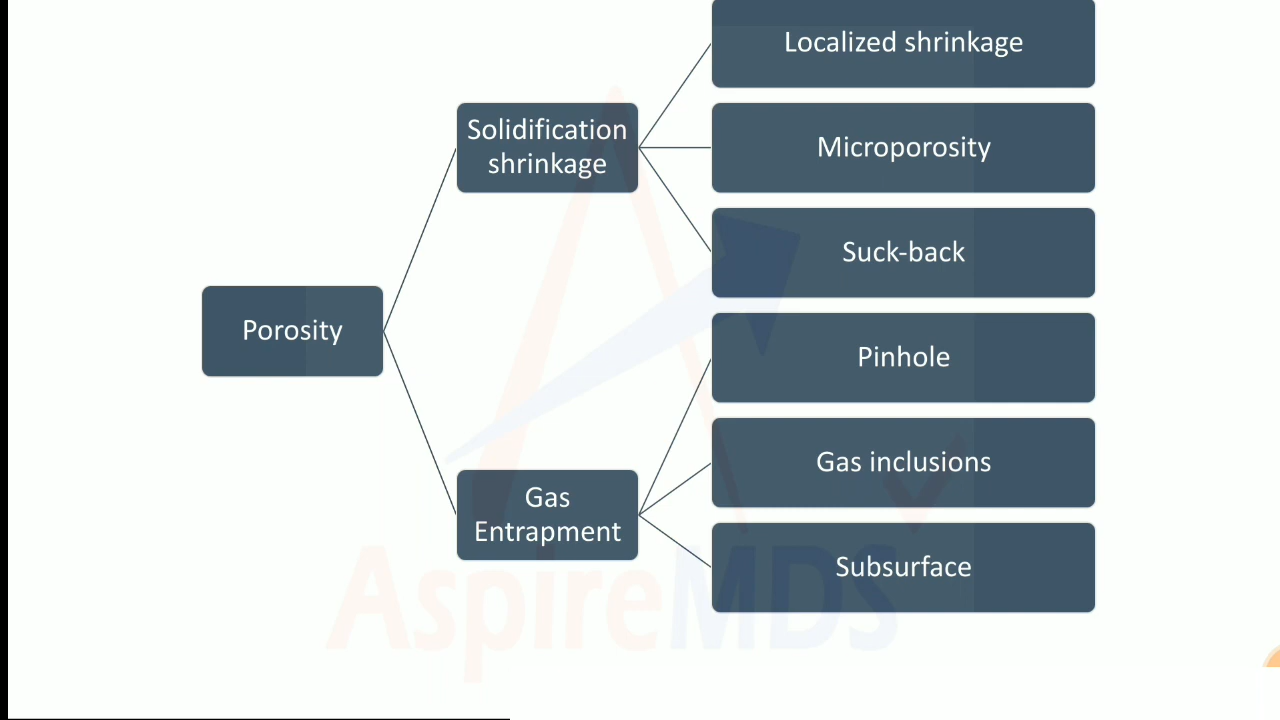 Localized shrinkage
Solidification
shrinkage
Microporosity
Suck-back
Porosity
Pinhole
Gas inclusions
Gas
Entrapment
Subsurface
AspireMDS